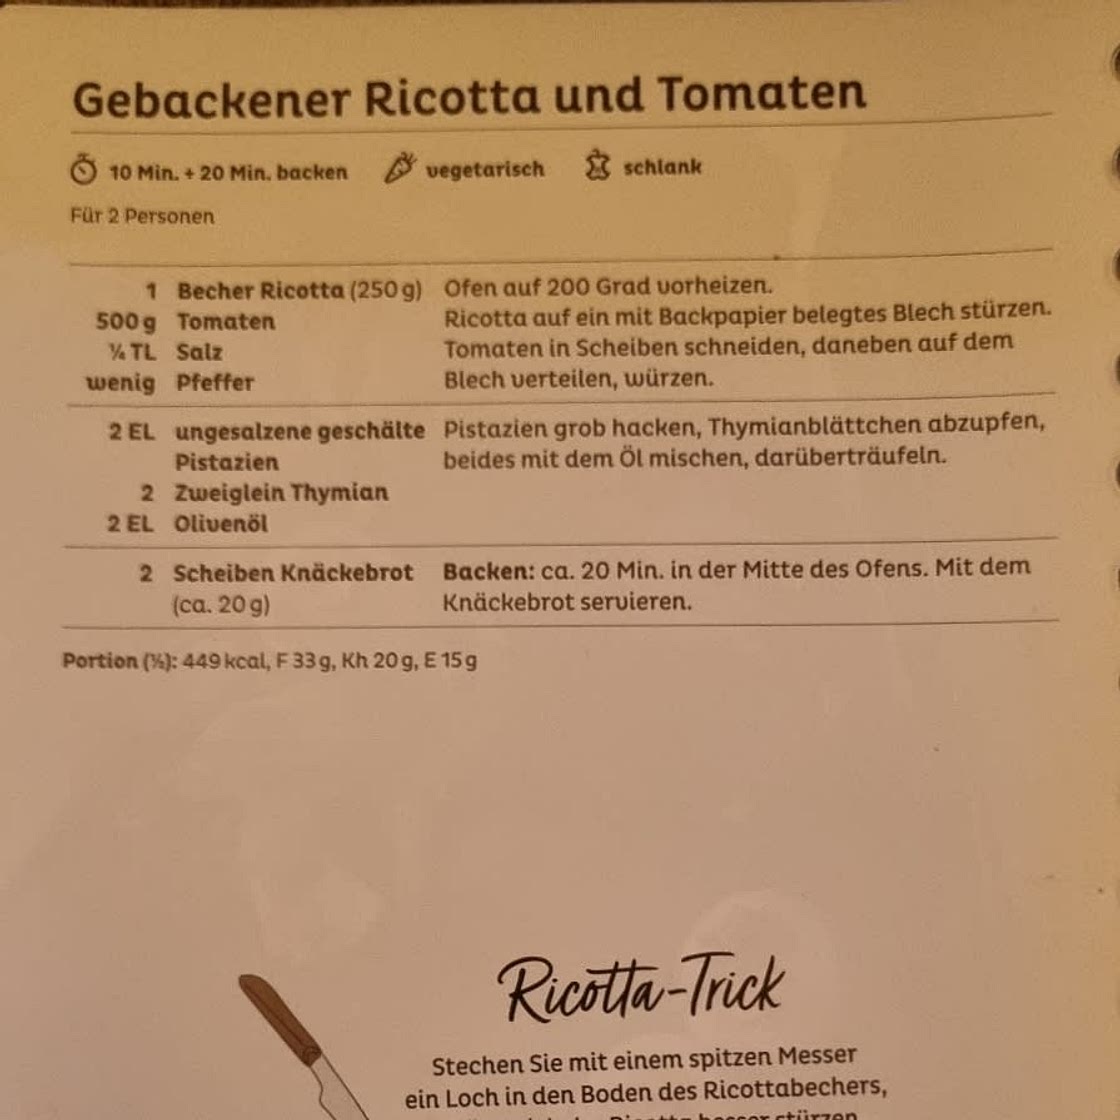 Gebackener Ricotta und Tomaten
10 Min. + 20 Min. backen vegetarisch schlank
Für 2 Personen
1 Becher Ricotta (250 g) Ofen auf 200 Grad vorheizen.
500 g Tomaten Ricotta auf ein mit Backpapier belegtes Blech stürzen.
TL Salz Tomaten in Scheiben schneiden, daneben auf dem
wenig Pfeffer Blech verteilen, würzen.
2 EL ungesalzene geschälte Pistazien grob hacken, Thymianblättchen abzupfen,
Pistazien beides mit dem Öl mischen, darüberträufeln.
2 Zweiglein Thymian
2 EL Olivenöl
2 Scheiben Knäckebrot Backen: ca. 20 Min. in der Mitte des Ofens. Mit dem
(ca. 20 g) Knäckebrot servieren.
Portion (½): 449 kcal, F 33 g, Kh 20 g, E 15 g
Ricotta-Trick
Stechen Sie mit einem spitzen Messer
ein Loch in den Boden des Ricottabechers,
Ricotta besser stürzen